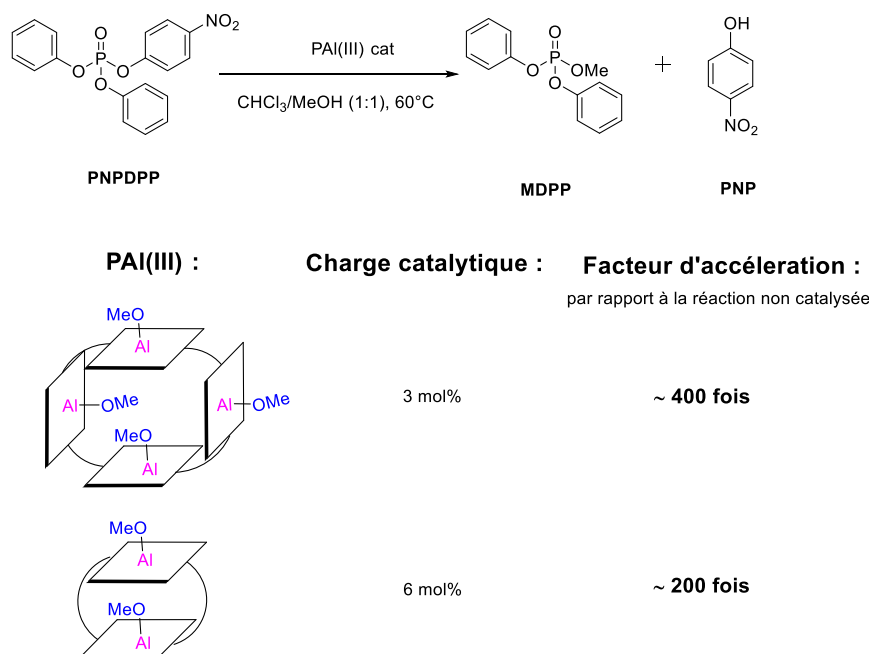 NO2
O
P
O
O
O
PAl(III) cat
CHCl3/MeOH (1:1), 60°C
O
P
O
OMe
O
+
OH
NO2
PNPDPP
MDPP
PNP
PAl(III) :
Charge catalytique :
Facteur d'accéleration :
par rapport à la réaction non catalysée
MeO
Al
Al
OMe
Al
OMe
MeO
Al
3 mol%
~ 400 fois
MeO
Al
MeO
Al
6 mol%
~ 200 fois